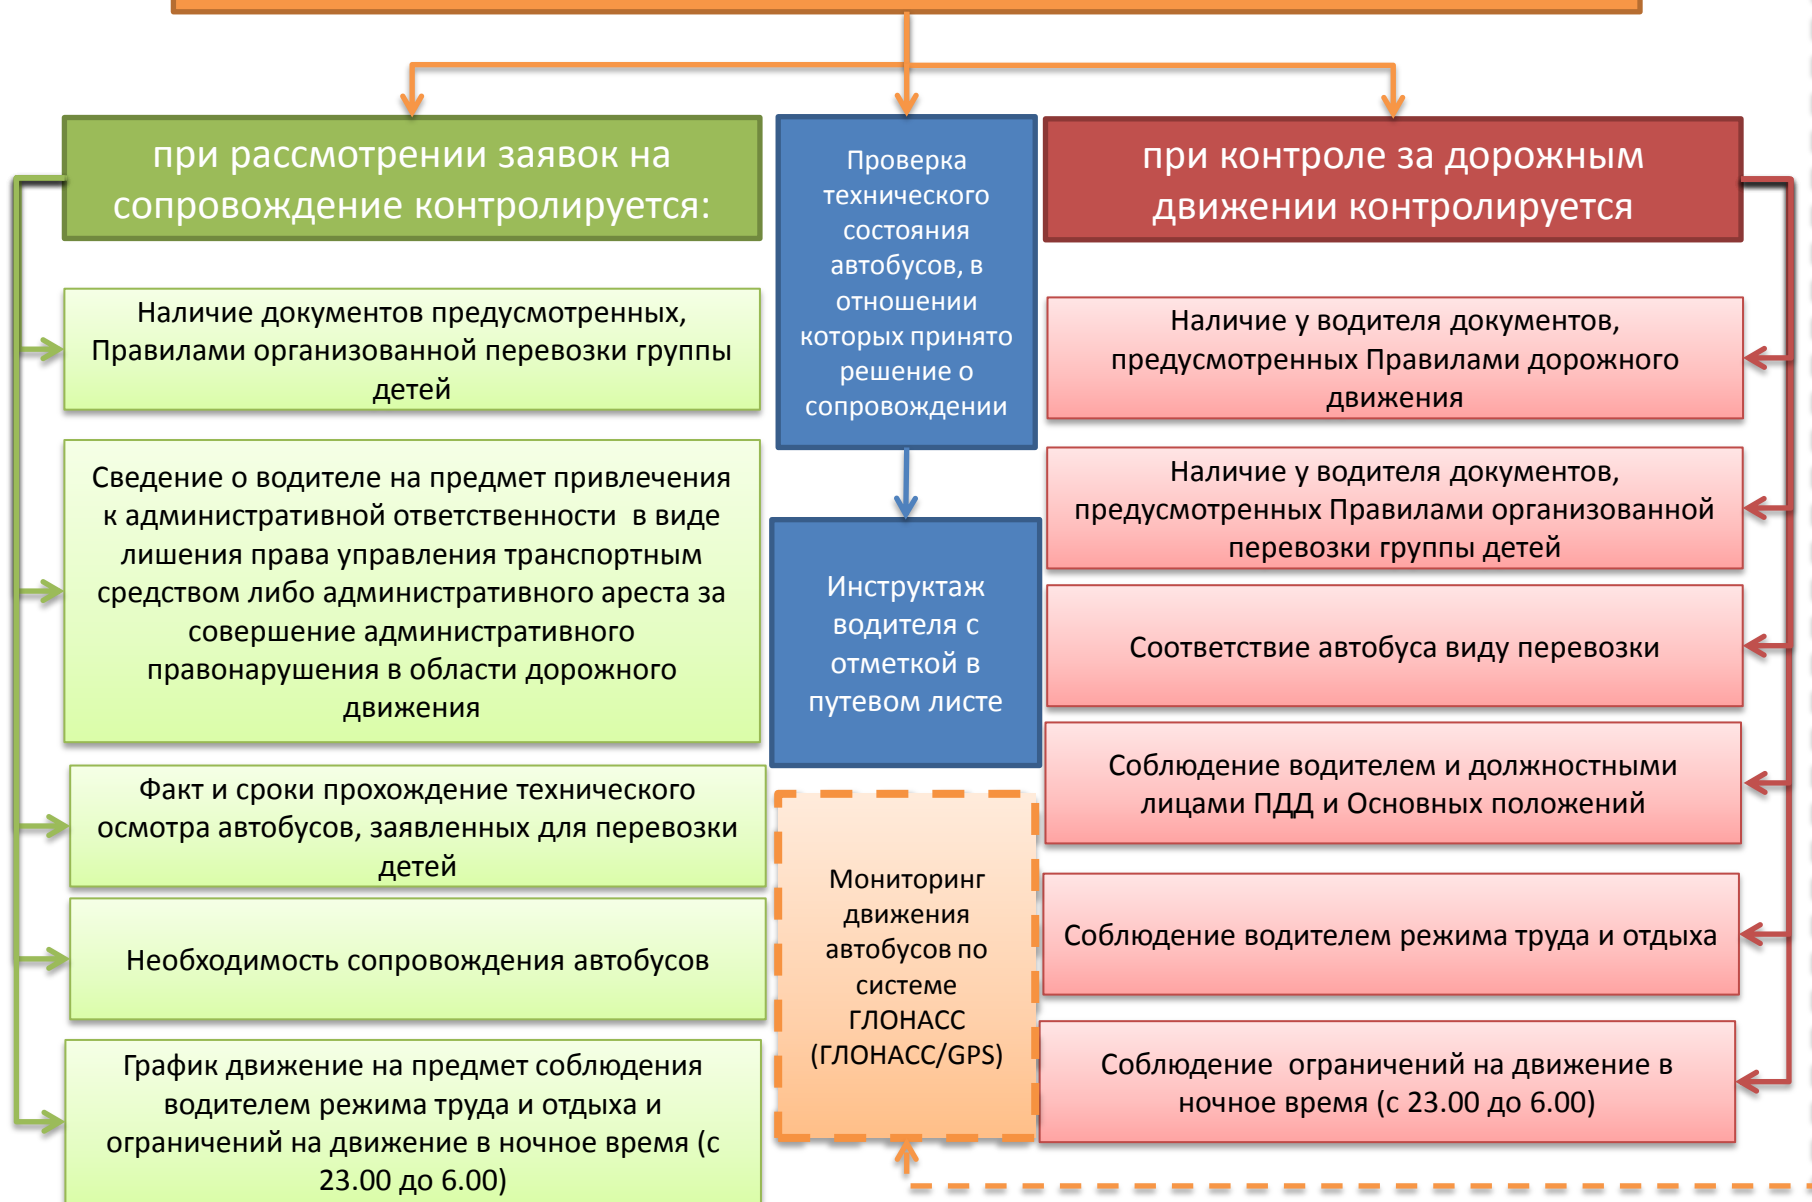 при рассмотрении заявок на
сопровождение контролируется:
Наличие документов предусмотренных,
Правилами организованной перевозки группы
детей
Сведение о водителе на предмет привлечения
к административной ответственности в виде
лишения права управления транспортным
средством либо административного ареста за
совершение административного
правонарушения в области дорожного
движения
Факт и сроки прохождение технического
осмотра автобусов, заявленных для перевозки
детей
Необходимость сопровождения автобусов
График движение на предмет соблюдения
водителем режима труда и отдыха и
ограничений на движение в ночное время (с
23.00 до 6.00)
Проверка
технического
состояния
автобусов, в
отношении
которых принято
решение о
сопровождении
Инструктаж
водителя с
отметкой в
путевом листе
Мониторинг
движения
автобусов по
системе
ГЛОНАСС
(ГЛОНАСС/GPS)
при контроле за дорожным
движении контролируется
Наличие у водителя документов,
предусмотренных Правилами дорожного
движения
Наличие у водителя документов,
предусмотренных Правилами организованной
перевозки группы детей
Соответствие автобуса виду перевозки
Соблюдение водителем и должностными
лицами ПДД и Основных положений
Соблюдение водителем режима труда и отдыха
Соблюдение ограничений на движение в
ночное время (с 23.00 до 6.00)